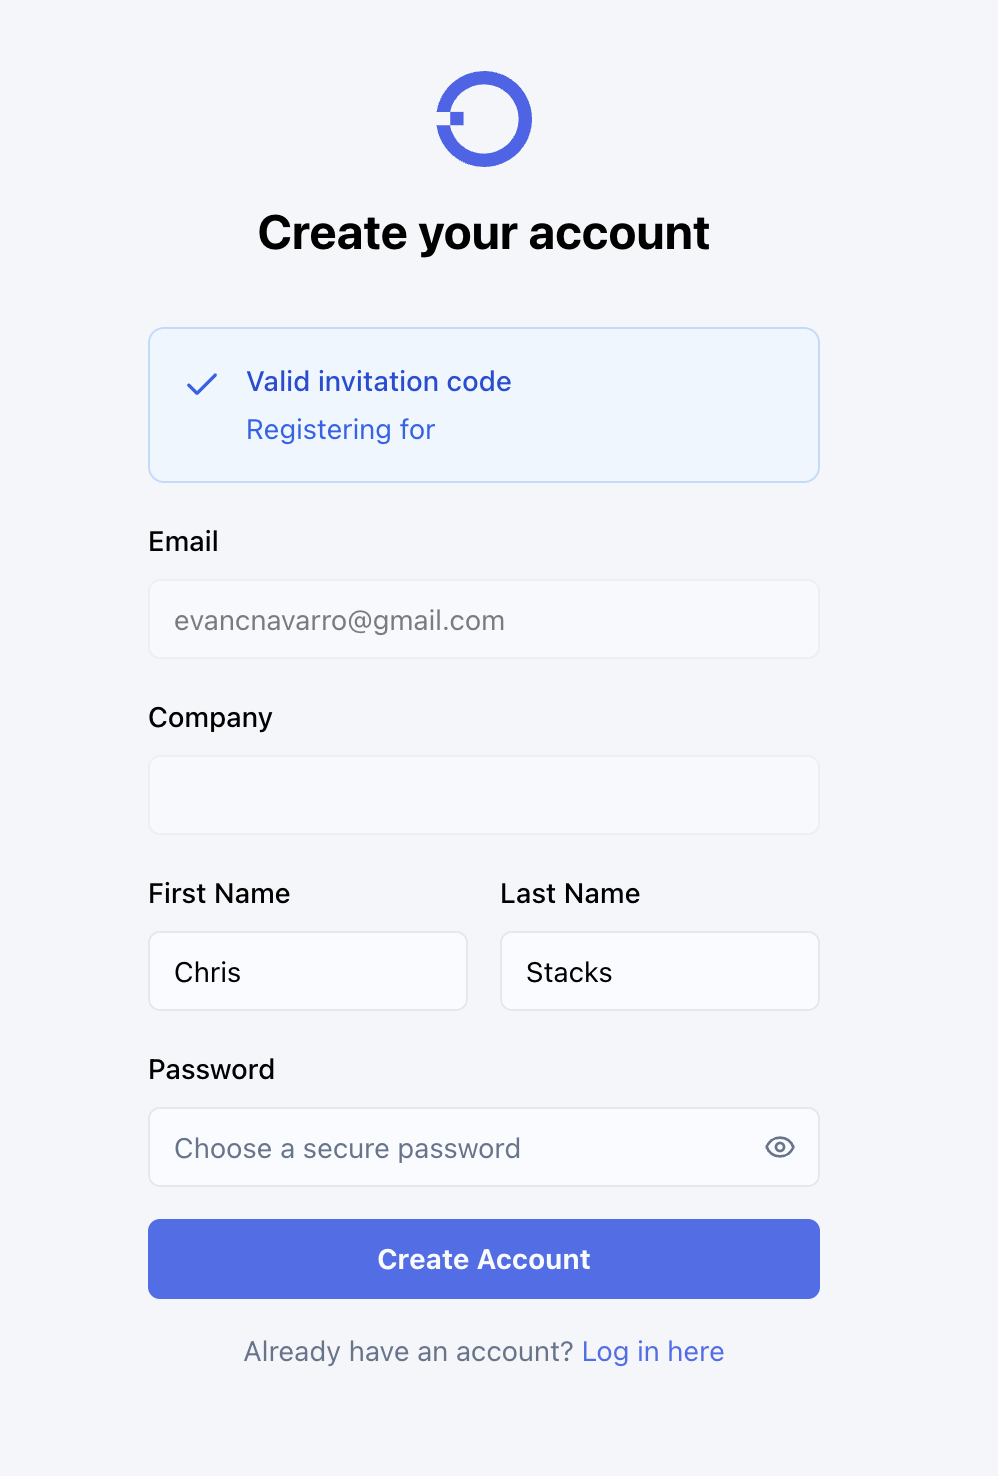 Create your account
Valid invitation code
Registering for
Email
evancnavarro@gmail.com
Company
First Name
Last Name
Chris
Stacks
Password
Choose a secure password
Create Account
Already have an account? Log in here